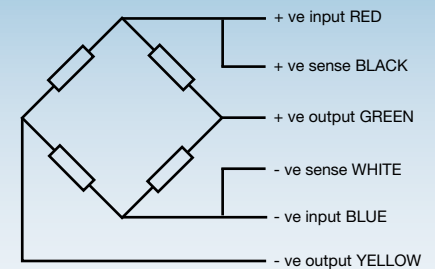 + ve input RED
+ ve sense BLACK
+ ve output GREEN
- ve sense WHITE
- ve input BLUE
- ve output YELLOW